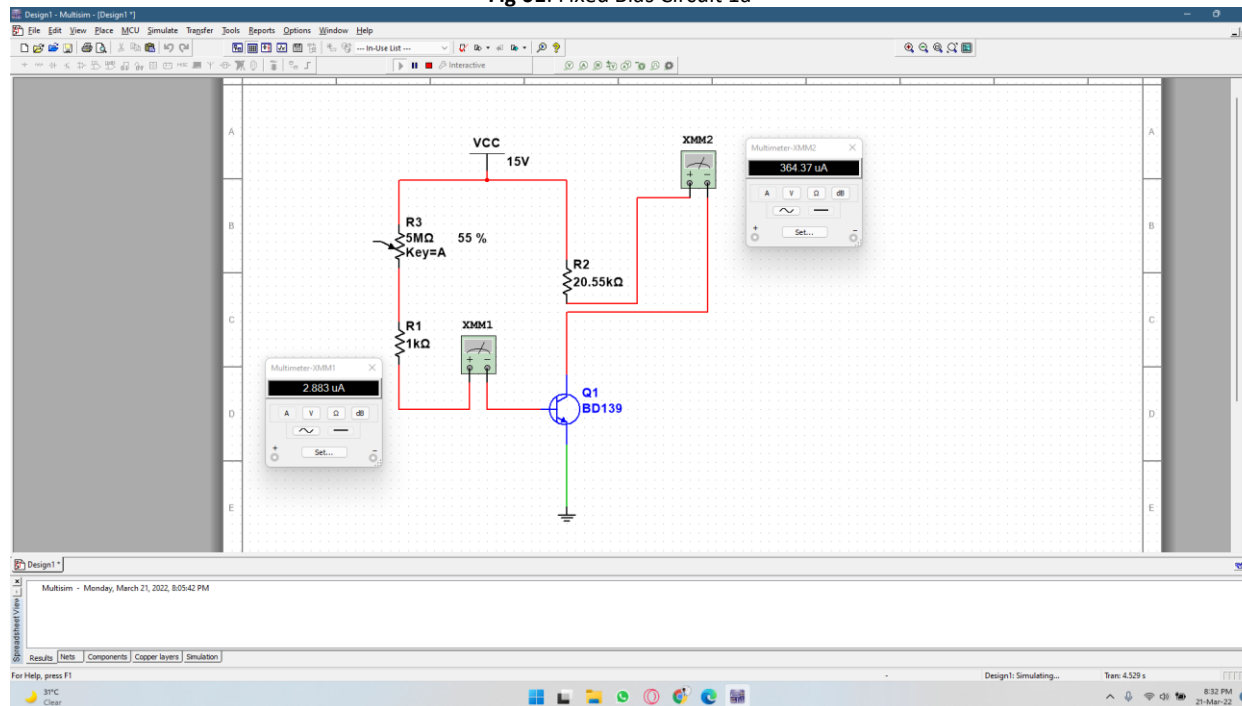 Fig 01. Fixed Bias Circuit 1a
Design1 - Multisim - [Design1 *]
File Edit View Place MCU Simulate Transfer Tools Reports Options Window Help
--- In-Use List ---
Interactive
A
A
B
B
C
C
D
D
E
E
VCC
15V
XMM2
Multimeter-XMM2
364.37 uA
A V Ω dB
Set...
+ -
R3
5MΩ 55 %
Key=A
R2
20.55kΩ
R1
1kΩ
XMM1
Multimeter-XMM1
2.883 uA
A V Ω dB
Set...
+ -
Q1
BD139
Design1 *
Multisim - Monday, March 21, 2022, 8:05:42 PM
Spreadsheet View
Results Nets Components Copper layers Simulation
For Help, press F1
Design1: Simulating... Tran: 4.529 s
31°C
Clear
8:32 PM
21-Mar-22